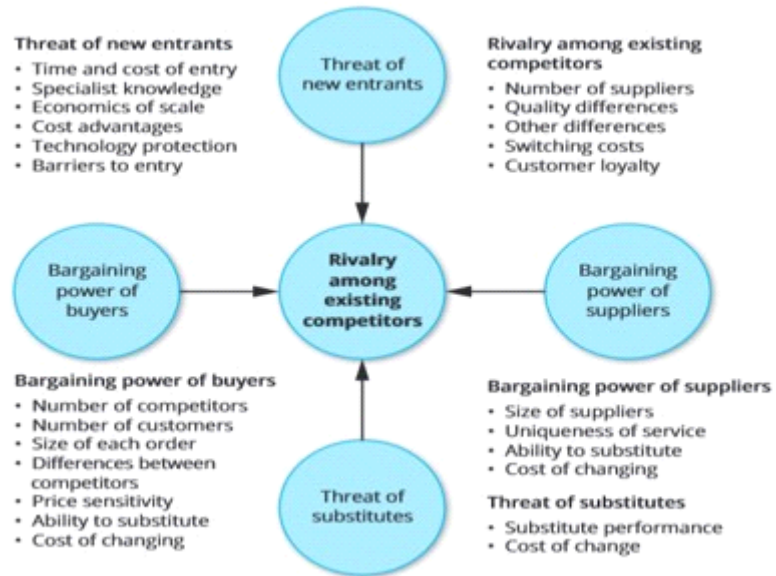 Threat of new entrants
• Time and cost of entry
• Specialist knowledge
• Economics of scale
• Cost advantages
• Technology protection
• Barriers to entry
Threat of
new entrants
Rivalry among existing
competitors
• Number of suppliers
• Quality differences
• Other differences
• Switching costs
• Customer loyalty
Bargaining
power of
buyers
Rivalry
among
existing
competitors
Bargaining
power of
suppliers
Bargaining power of buyers
• Number of competitors
• Number of customers
• Size of each order
• Differences between
competitors
• Price sensitivity
• Ability to substitute
• Cost of changing
Threat of
substitutes
Bargaining power of suppliers
• Size of suppliers
• Uniqueness of service
• Ability to substitute
• Cost of changing
Threat of substitutes
• Substitute performance
• Cost of change